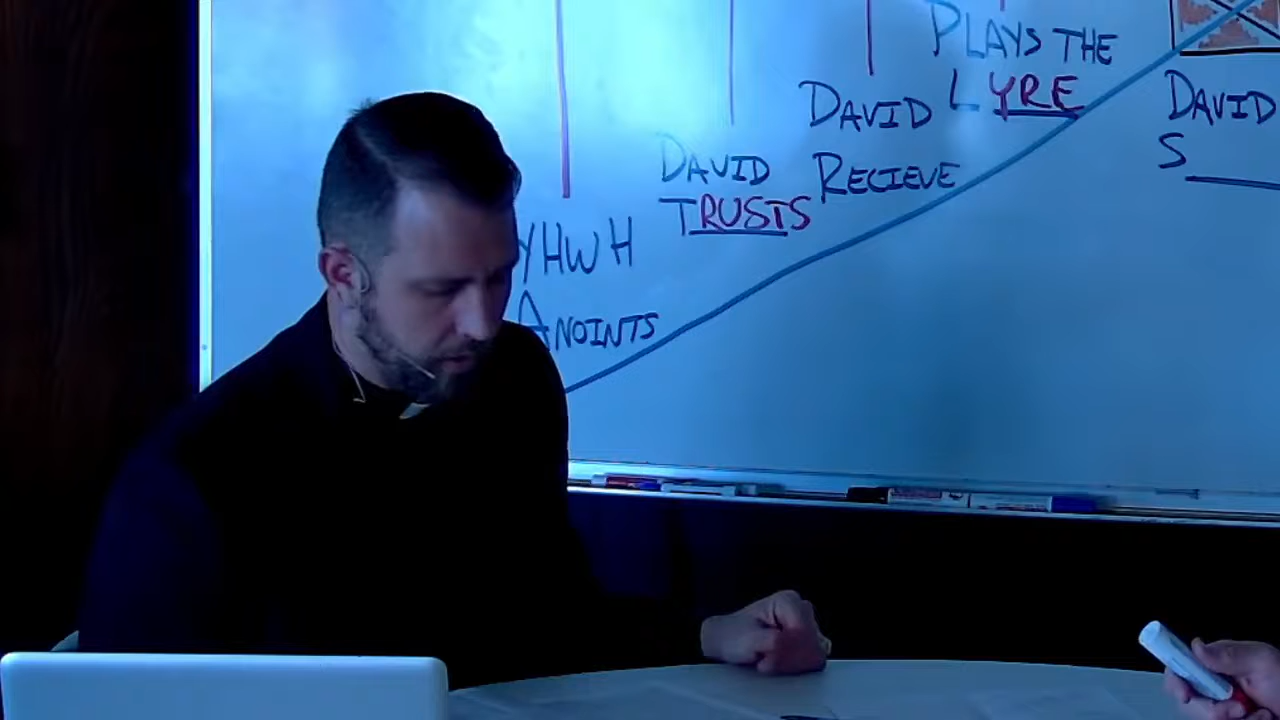 YHWH
ANOINTS
DAVID
TRUSTS
DAVID
RECIEVE
PLAYS THE
LYRE
DAVID
S